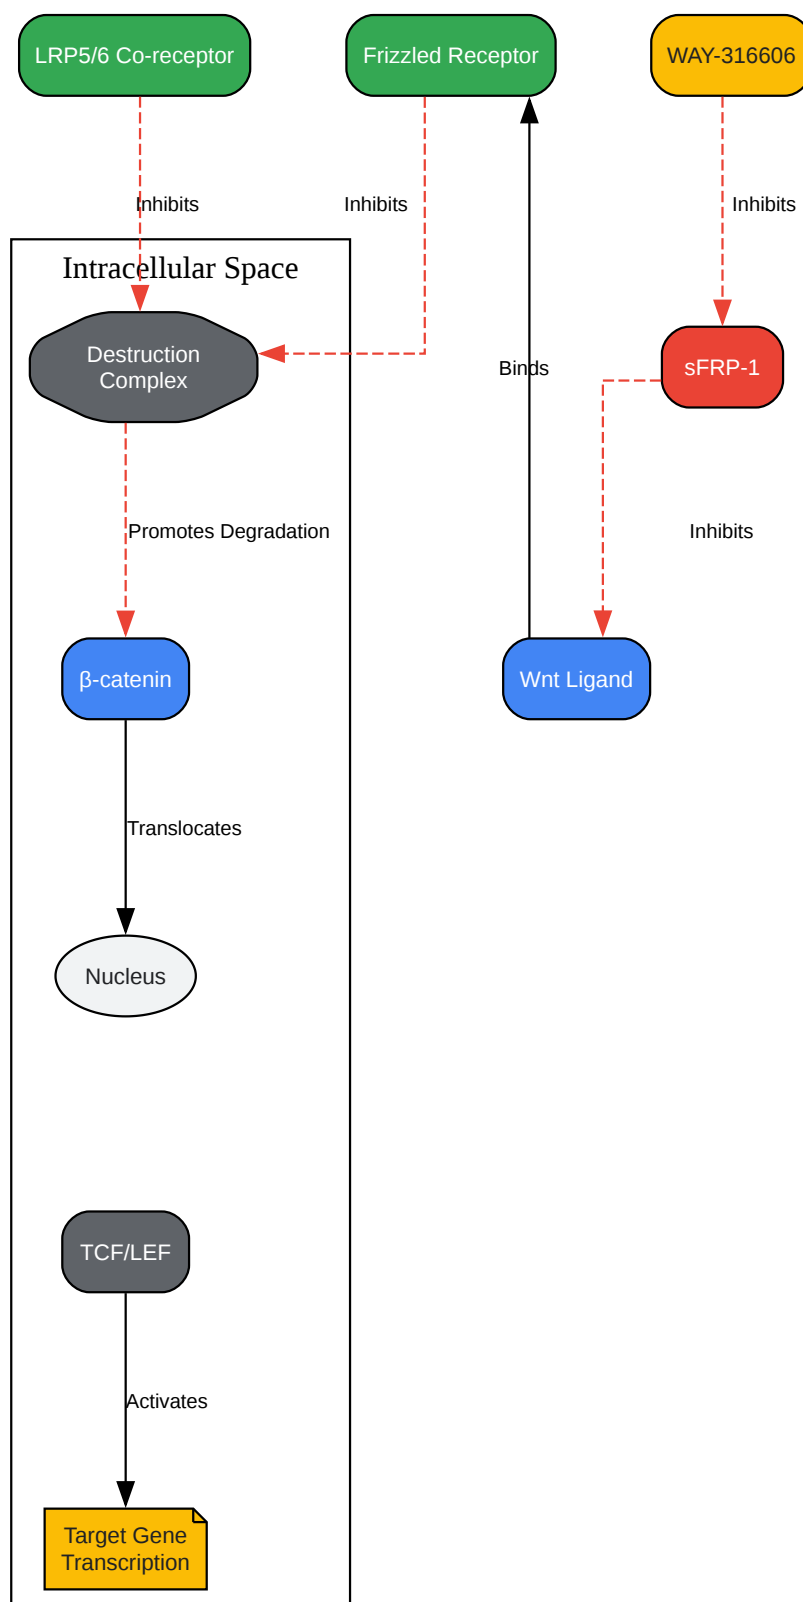 LRP5/6 Co-receptor
Frizzled Receptor
WAY-316606
Inhibits
Inhibits
Inhibits
Intracellular Space
Destruction
Complex
Binds
sFRP-1
Promotes Degradation
Inhibits
β-catenin
Wnt Ligand
Translocates
Nucleus
TCF/LEF
Activates
Target Gene
Transcription